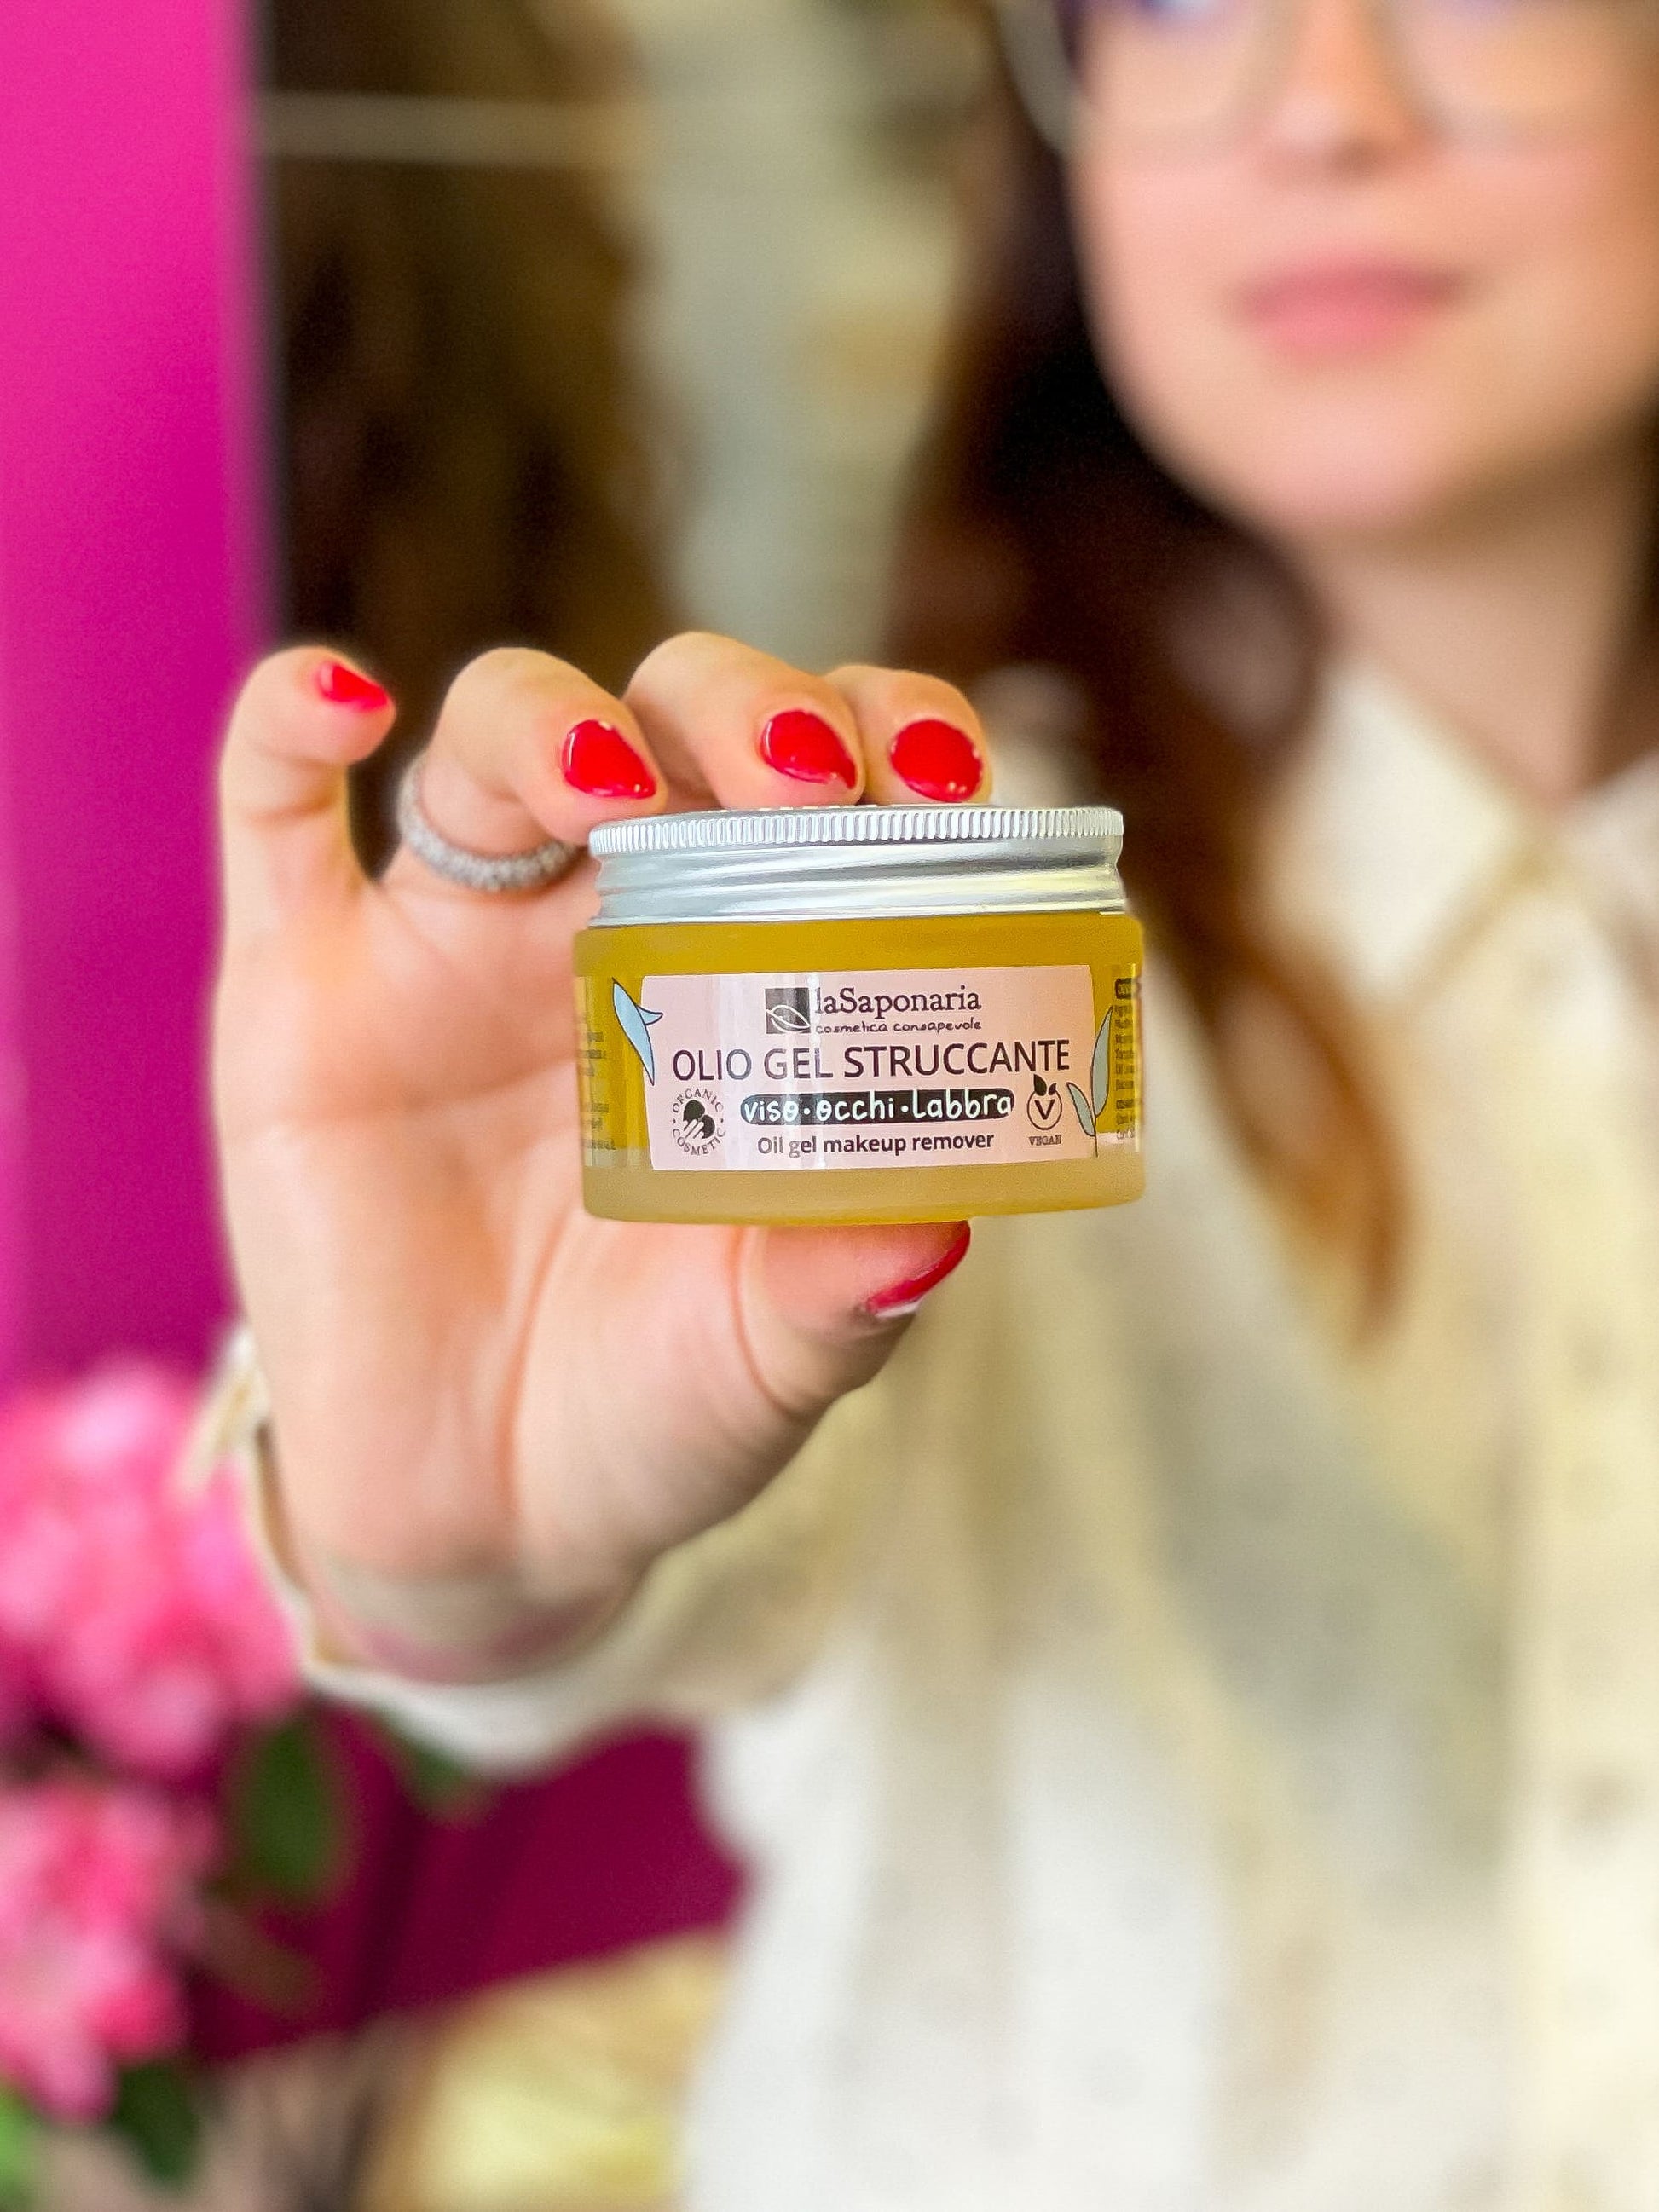 laSaponaria
cosmetica consapevole
OLIO GEL STRUCCANTE
viso·occhi·labbra
Oil gel makeup remover
ORGANIC
COSMETIC
VEGAN